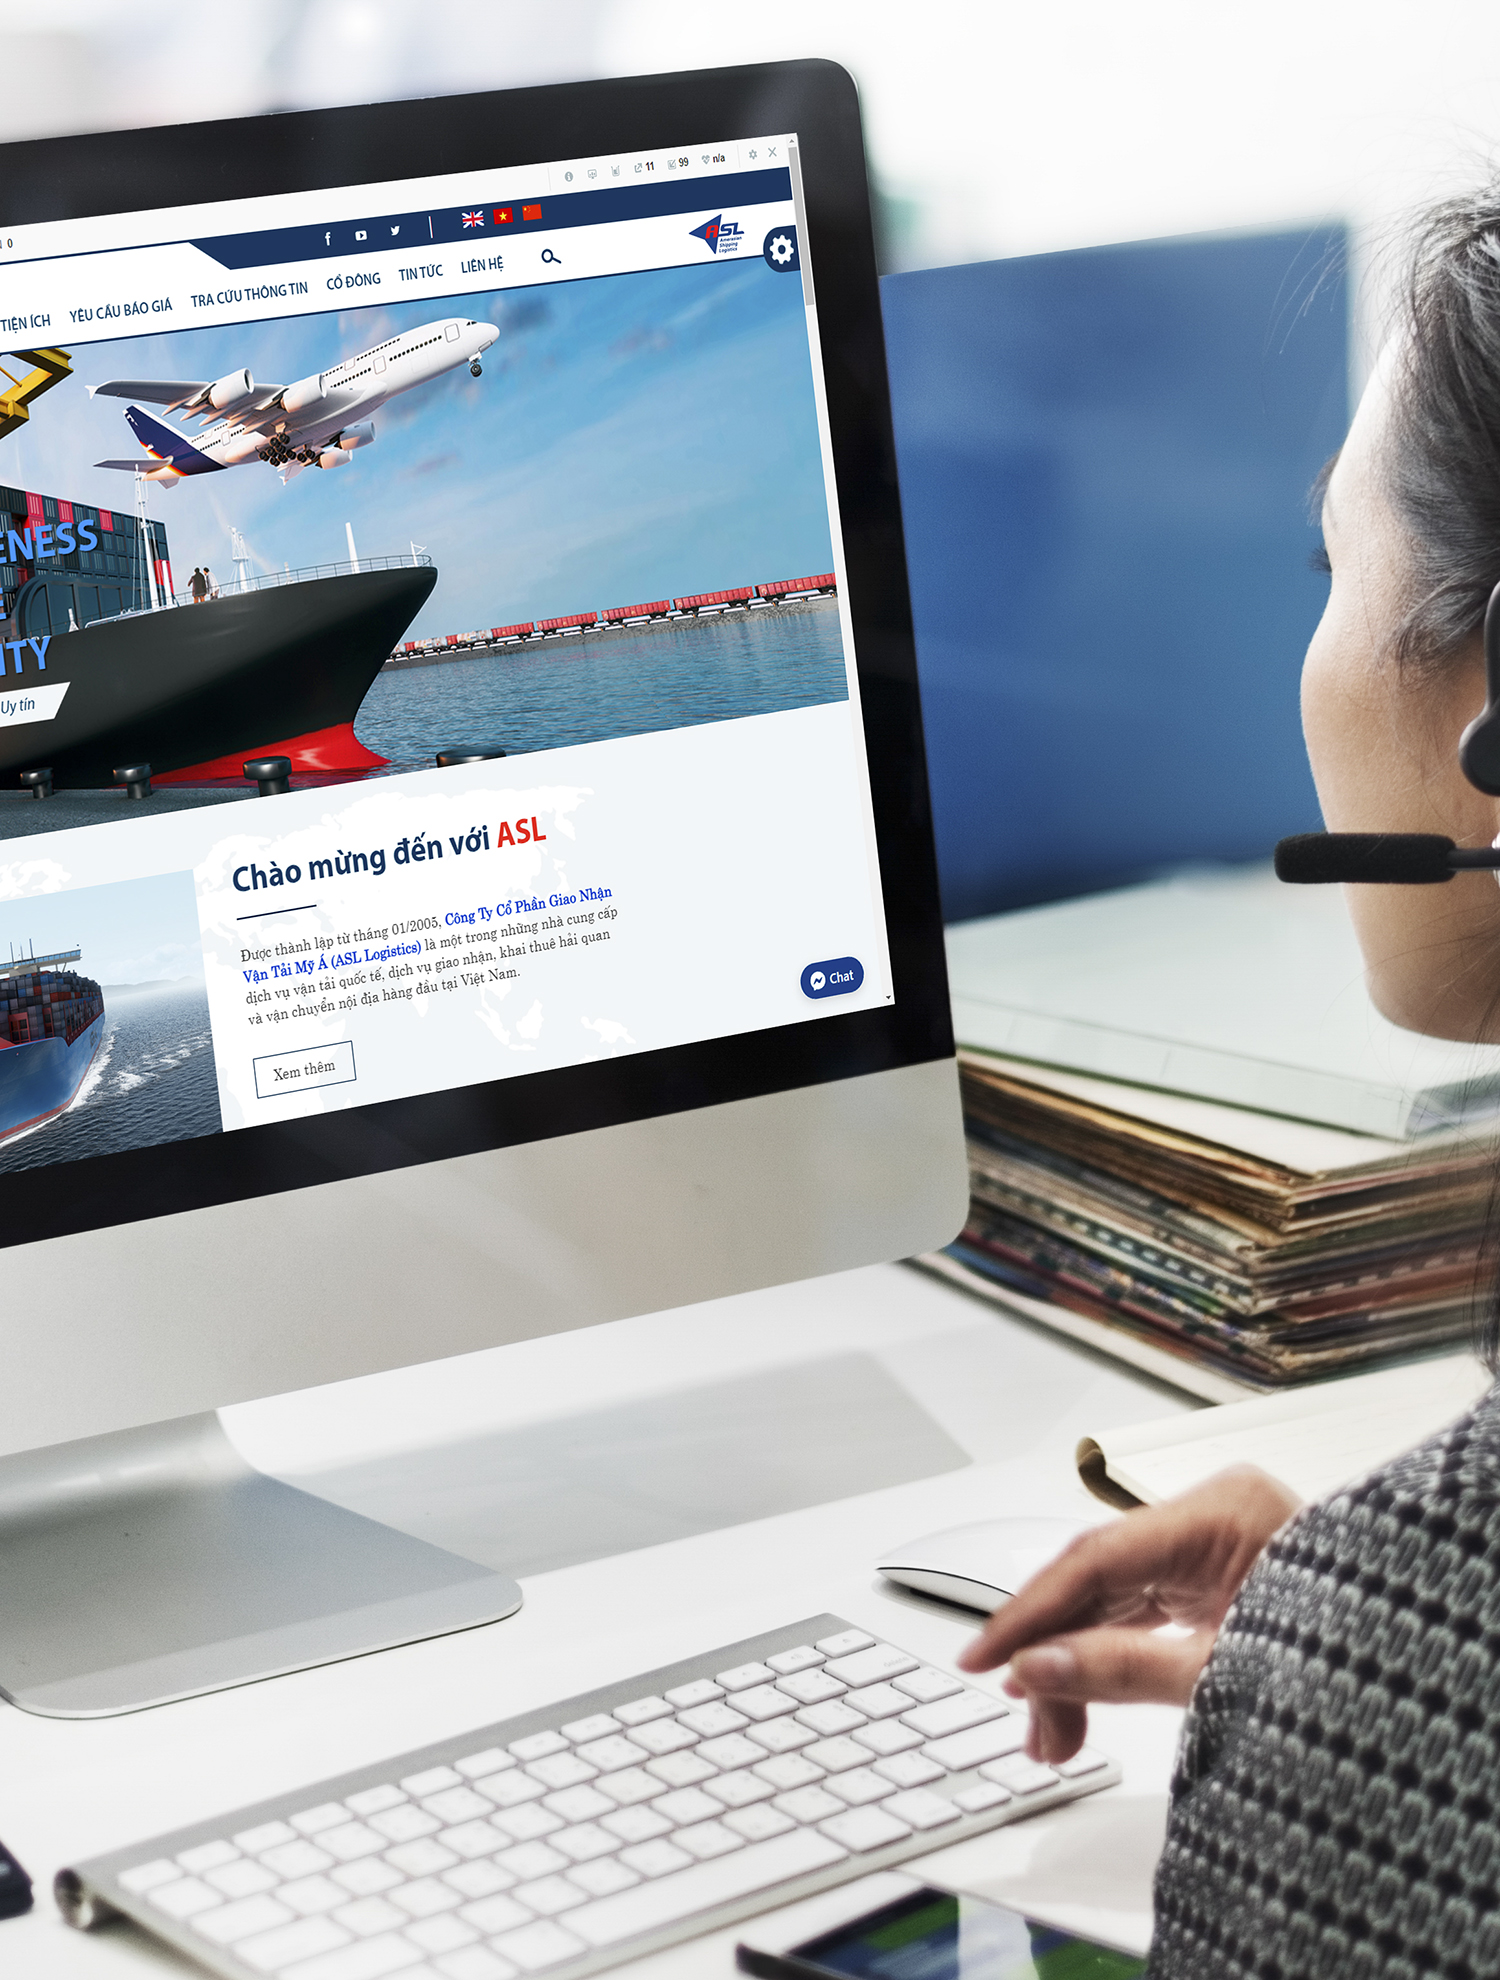 0
11
99
n/a
TIỆN ÍCH
YÊU CẦU BÁO GIÁ
TRA CỨU THÔNG TIN
CỔ ĐÔNG
TIN TỨC
LIÊN HỆ
ASL
Amerasian
Shipping
Logistics
ENESS
E
ITY
Uy tín
Chào mừng đến với ASL
Được thành lập từ tháng 01/2005, Công Ty Cổ Phần Giao Nhận
Vận Tải Mỹ Á (ASL Logistics) là một trong những nhà cung cấp
dịch vụ vận tải quốc tế, dịch vụ giao nhận, khai thuê hải quan
và vận chuyển nội địa hàng đầu tại Việt Nam.
Xem thêm
Chat